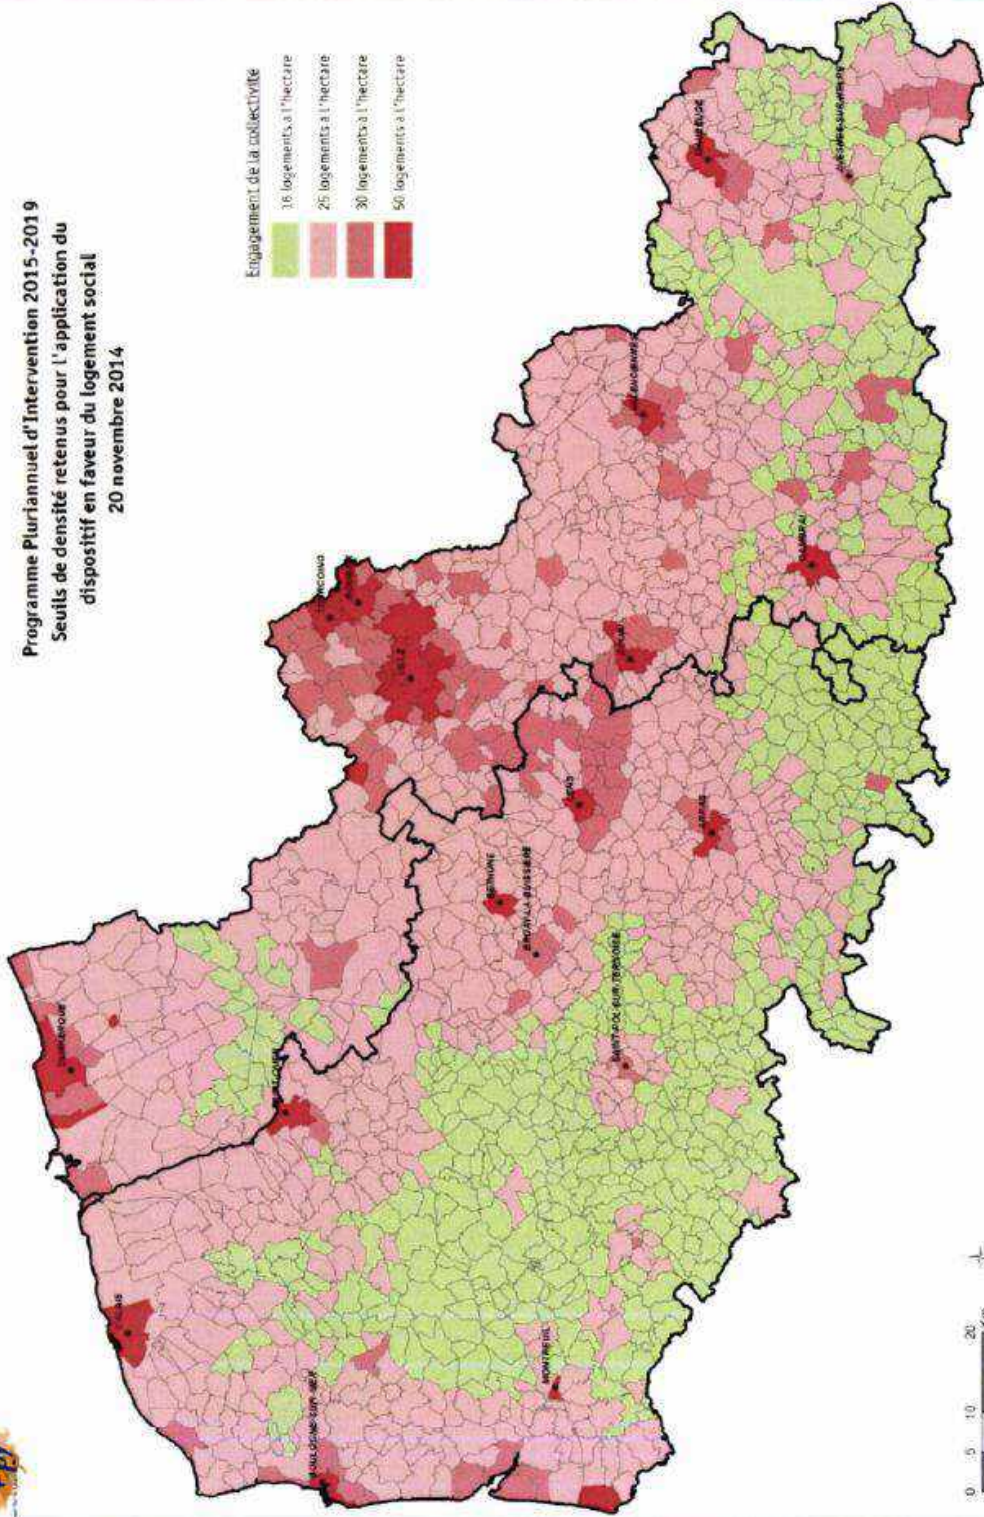 Programme Pluriannuel d'Intervention 2015-2019
Seuils de densité retenus pour l'application du
dispositif en faveur du logement social
20 novembre 2014
Engagement de la collectivité
16 logements à l'hectare
25 logements à l'hectare
30 logements à l'hectare
50 logements à l'hectare
DUNKERQUE
CALAIS
TOURCOING
LILLE
BOULOGNE-SUR-MER
BETHUNE
BRUAY-LA-BUISSIERE
LENS
DOUAI
VALENCIENNES
MAUBEUGE
AVESNES-SUR-HELPE
CAMBRAI
ARRAS
SAINT-POL-SUR-TERNOISE
MONTREUIL
0 5 10 20
Km